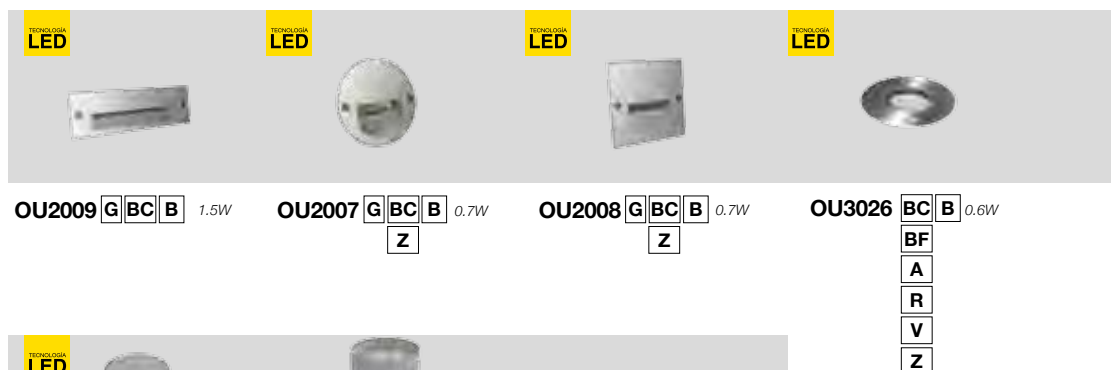 TECNOLOGÍA TECNOLOGÍA TECNOLOGÍA TECNOLOGÍA
LED LED LED LED
OU2009 G BC B 1.5W OU2007 G BC B 0.7W OU2008 G BC B 0.7W OU3026 BC B 0.6W
Z Z BF
A
R
V
TECNOLOGÍA Z
LED